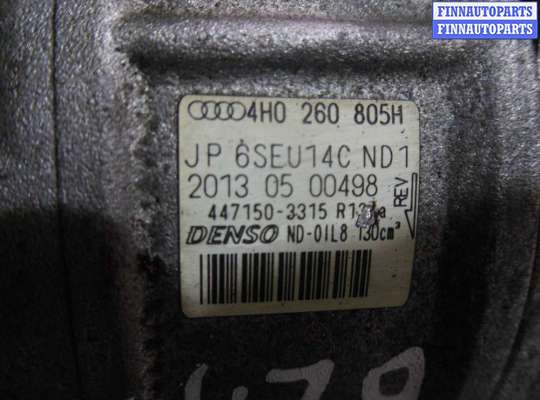 FINNAUTOPARTS
FINNAUTOPARTS
4H0 260 805H
JP 6SEU14C ND1
2013 05 00498
REV
447150-3315
DENSO ND-OIL8 130cm³